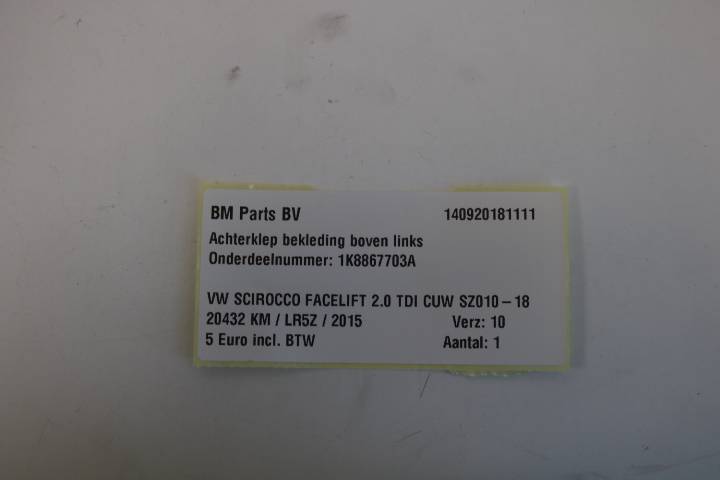 BM Parts BV 140920181111
Achterklep bekleding boven links
Onderdeelnummer: 1K8867703A
VW SCIROCCO FACELIFT 2.0 TDI CUW SZ010-18
20432 KM / LR5Z / 2015 Verz: 10
5 Euro incl. BTW Aantal: 1